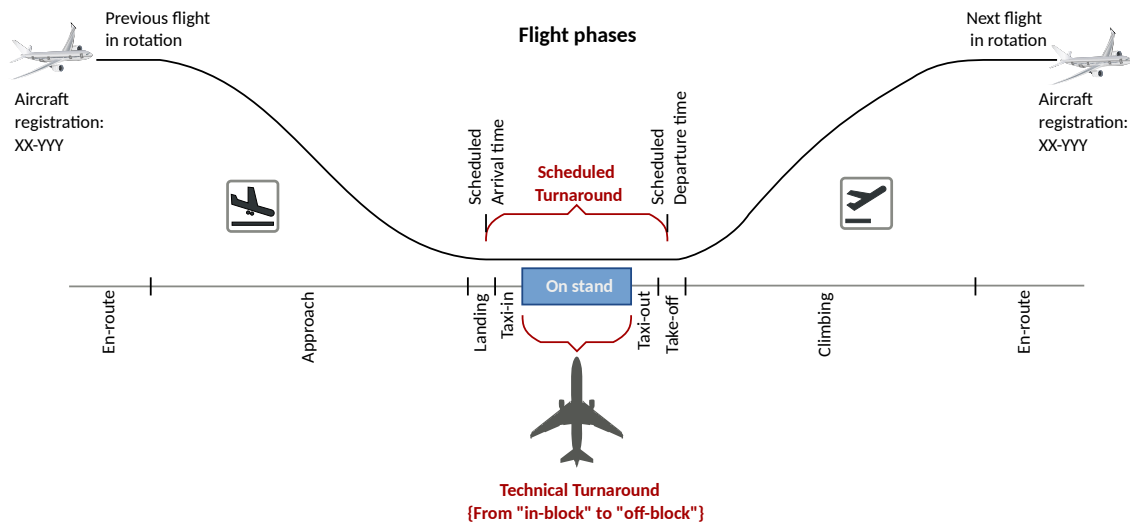 Previous flight
in rotation
Flight phases
Next flight
in rotation
Aircraft
registration:
XX-YYY
Aircraft
registration:
XX-YYY
Scheduled
Arrival time
Scheduled
Turnaround
Scheduled
Departure time
On stand
En-route
Approach
Landing
Taxi-in
Taxi-out
Take-off
Climbing
En-route
Technical Turnaround
{From "in-block" to "off-block"}